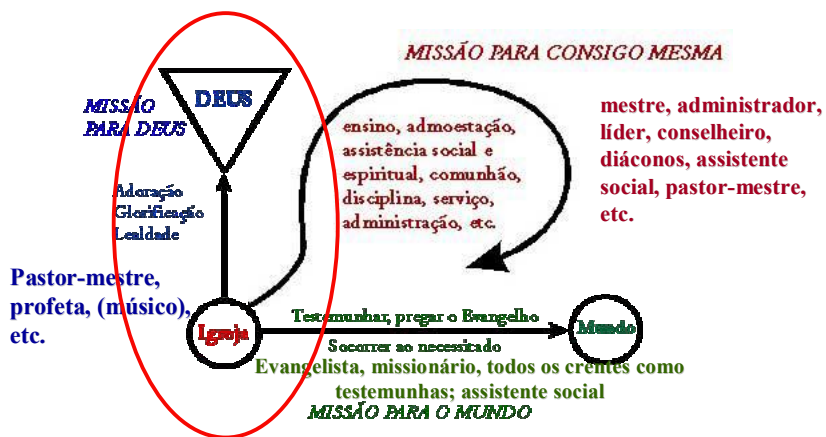 MISSÃO PARA CONSIGO MESMA
MISSÃO
PARA DEUS
DEUS
ensino, admoestação,
assistência social e
espiritual, comunhão,
disciplina, serviço,
administração, etc.
mestre, administrador,
líder, conselheiro,
diáconos, assistente
social, pastor-mestre,
etc.
Adoração
Glorificação
Lealdade
Pastor-mestre,
profeta, (músico),
etc.
Igreja
Testemunhar, pregar o Evangelho
Mundo
Socorrer ao necessitado
Evangelista, missionário, todos os crentes como
testemunhas; assistente social
MISSÃO PARA O MUNDO